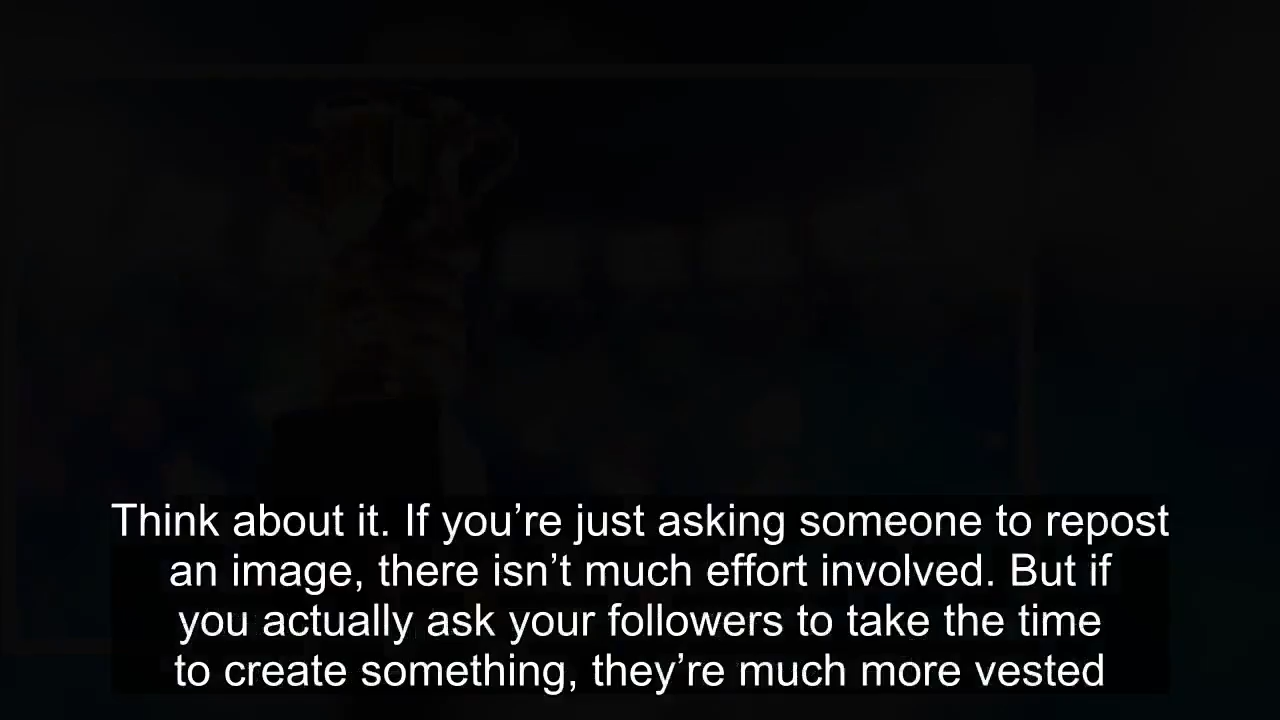 Think about it. If you’re just asking someone to repost
an image, there isn’t much effort involved. But if
you actually ask your followers to take the time
to create something, they’re much more vested